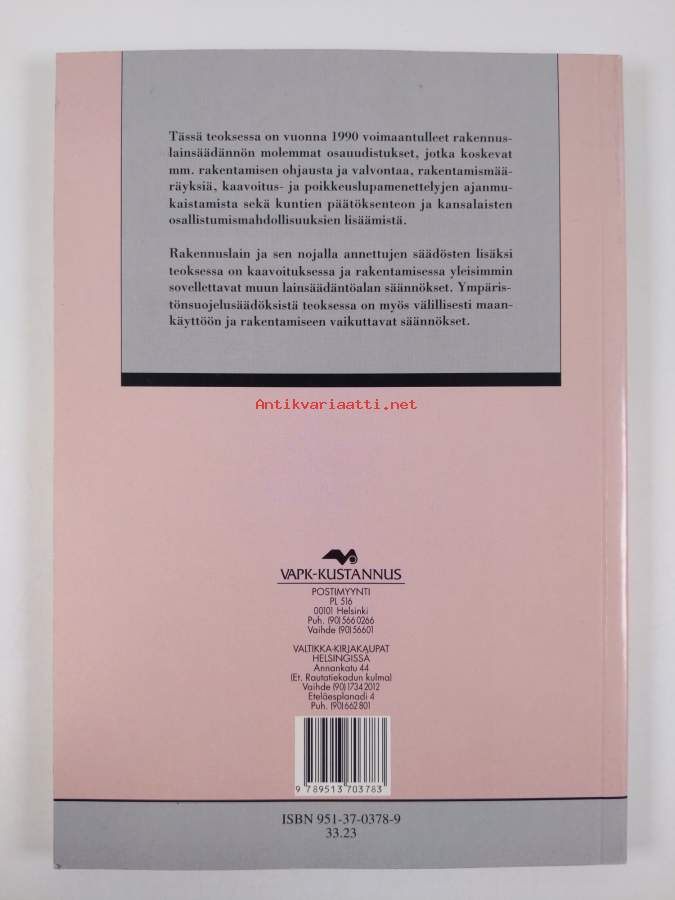 Tässä teoksessa on vuonna 1990 voimaantulleet rakennus-
lainsäädännön molemmat osauudistukset, jotka koskevat
mm. rakentamisen ohjausta ja valvontaa, rakentamismää-
räyksiä, kaavoitus- ja poikkeuslupamenettelyjen ajanmu-
kaistamista sekä kuntien päätöksenteon ja kansalaisten
osallistumismahdollisuuksien lisäämistä.
Rakennuslain ja sen nojalla annettujen säädösten lisäksi
teoksessa on kaavoituksessa ja rakentamisessa yleisimmin
sovellettavat muun lainsäädäntöalan säännökset. Ympäris-
tönsuojelusäädöksistä teoksessa on myös välillisesti maan-
käyttöön ja rakentamiseen vaikuttavat säännökset.
Antikvariaatti.net
VAPK-KUSTANNUS
POSTIMYYNTI
PL 516
00101 Helsinki
Puh. (90) 566 0266
Vaihde (90) 56601
VALTIKKA-KIRJAKAUPAT
HELSINGISSÄ
Annankatu 44
(Et. Rautatiekadun kulma)
Vaihde (90) 1734 2012
Eteläesplanadi 4
Puh. (90) 662 801
9 789513 703783
ISBN 951-37-0378-9
33.23